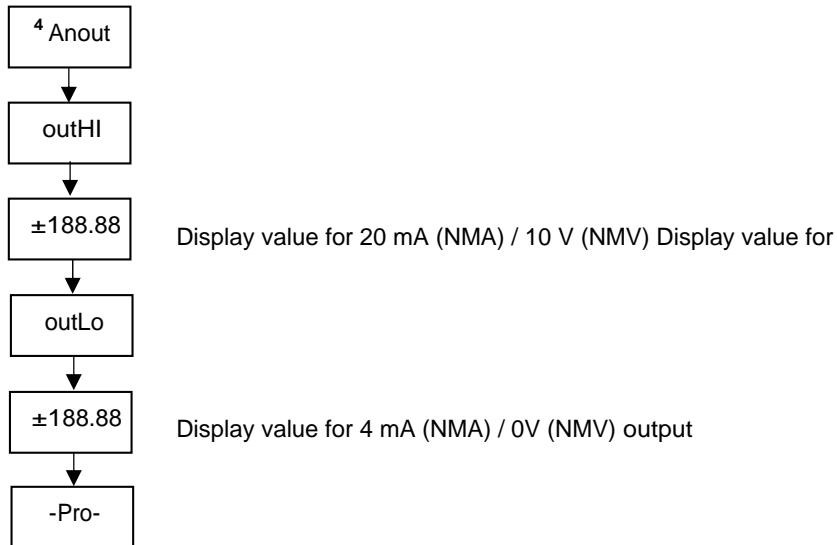 ⁴ Anout
outHI
±188.88
Display value for 20 mA (NMA) / 10 V (NMV) Display value for
outLo
±188.88
Display value for 4 mA (NMA) / 0V (NMV) output
-Pro-